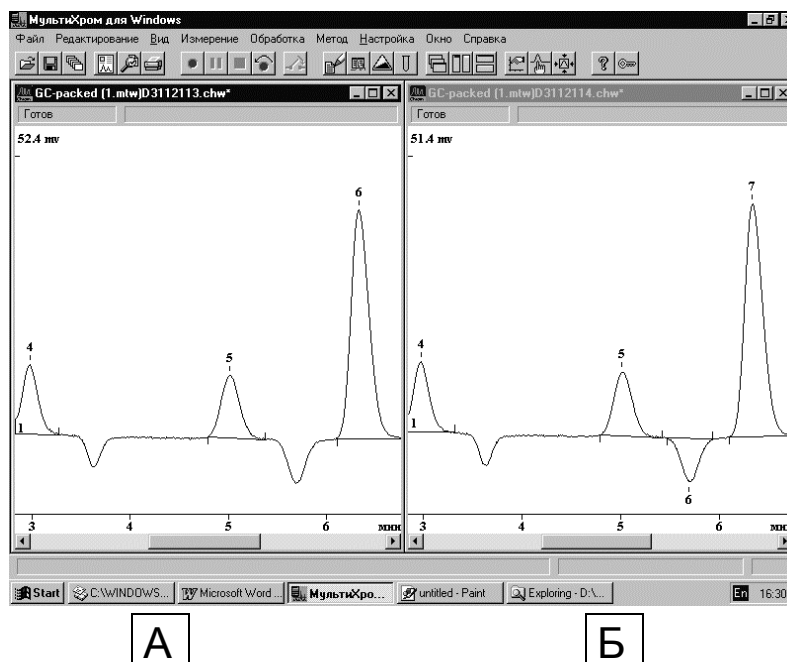 МультиХром для Windows
Файл Редактирование Вид Измерение Обработка Метод Настройка Окно Справка
GC-packed (1.mtw)D3112113.chw*
Готов
52.4 mv
4
1
5
6
3 4 5 6 мин
GC-packed (1.mtw)D3112114.chw*
Готов
51.4 mv
4
1
5
6
7
3 4 5 6 мин
Start C:\WINDOWS... Microsoft Word ... МультиХро... untitled - Paint Exploring - D:\... En 16:30
А Б